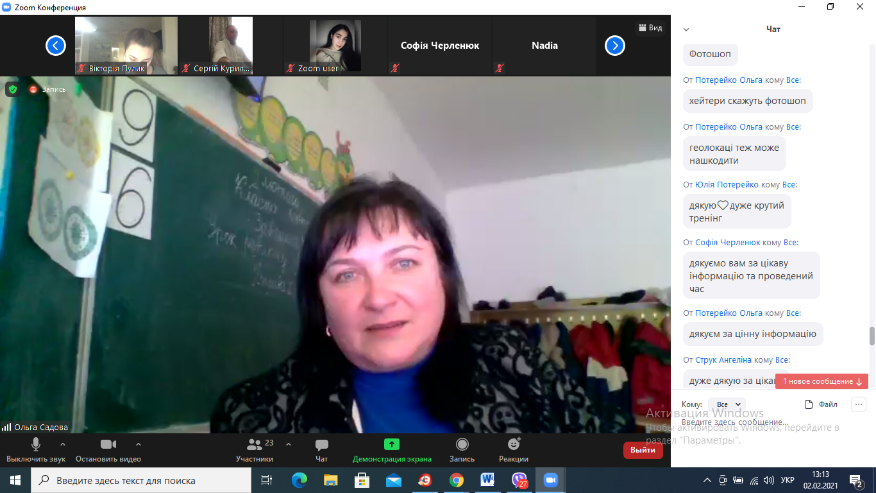 Zoom Конференция
Вид
Вікторія Пулик
Сергій Курил...
Zoom user
Софія Черленюк
Nadia
Запись
9
6
Ольга Садова
Чат
Фотошоп
От Потерейко Ольга кому Все:
хейтери скажуть фотошоп
От Потерейко Ольга кому Все:
геолокаці теж може
нашкодити
От Юлія Потерейко кому Все:
дякую♡дуже крутий
тренінг
От Софія Черленюк кому Все:
дякуємо вам за цікаву
інформацію та проведений
час
От Потерейко Ольга кому Все:
дякуєм за цінну інформацію
От Струк Ангеліна кому Все:
дуже дякую за цікав
1 новое сообщение
Кому: Все
Файл
Введите здесь сообщение...
Активация Windows
Чтобы активировать Windows, перейдите в
раздел "Параметры".
Выключить звук
Остановить видео
23
Участники
Чат
Демонстрация экрана
Запись
Реакции
Выйти
Введите здесь текст для поиска
27
УКР
13:13
02.02.2021
2